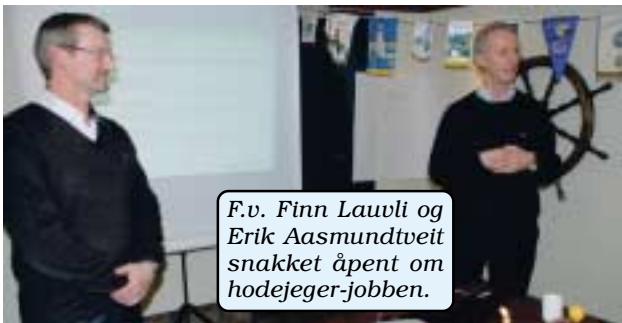 F.v. Finn Lauvli og
Erik Aasmundtveit
snakket åpent om
hodejeger-jobben.